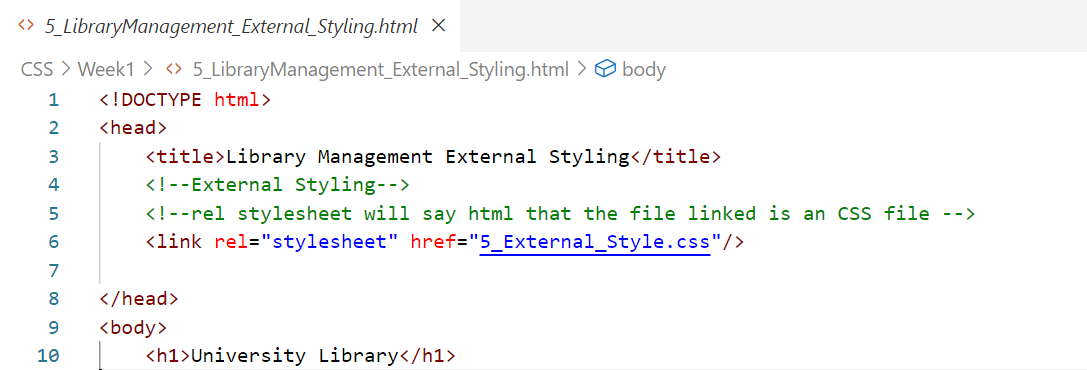 <> 5_LibraryManagement_External_Styling.html ×
CSS > Week1 > <> 5_LibraryManagement_External_Styling.html > body
1 <!DOCTYPE html>
2 <head>
3     <title>Library Management External Styling</title>
4     <!--External Styling-->
5     <!--rel stylesheet will say html that the file linked is an CSS file -->
6     <link rel="stylesheet" href="5_External_Style.css"/>
7
8 </head>
9 <body>
10     <h1>University Library</h1>